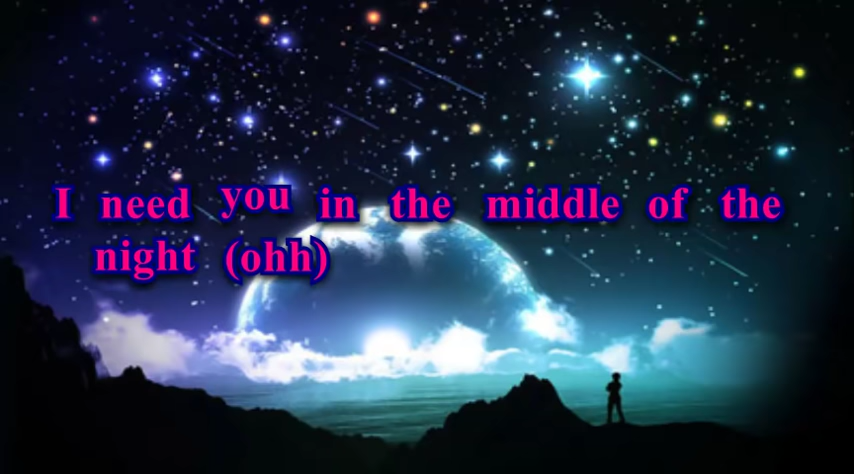 I need you in the middle of the
night (ohh)